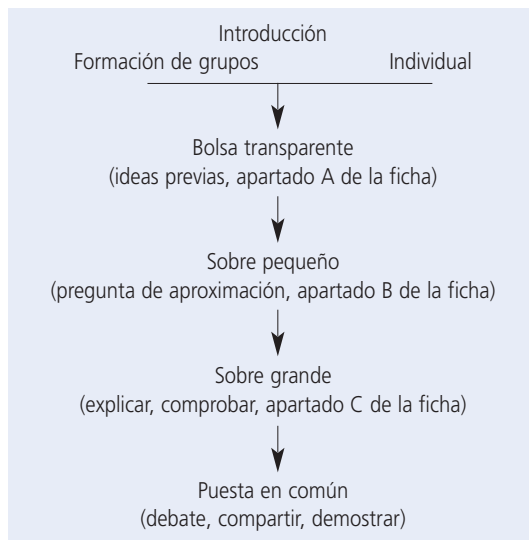 Introducción
Formación de grupos Individual
Bolsa transparente
(ideas previas, apartado A de la ficha)
Sobre pequeño
(pregunta de aproximación, apartado B de la ficha)
Sobre grande
(explicar, comprobar, apartado C de la ficha)
Puesta en común
(debate, compartir, demostrar)